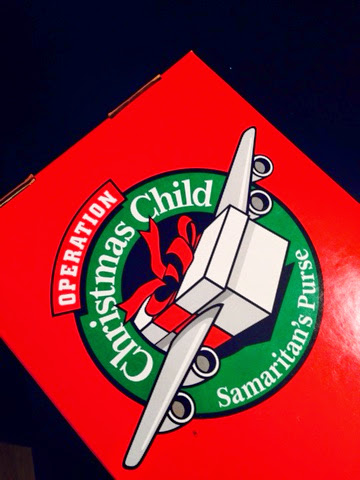 OPERATION
Christmas Child
Samaritan's Purse